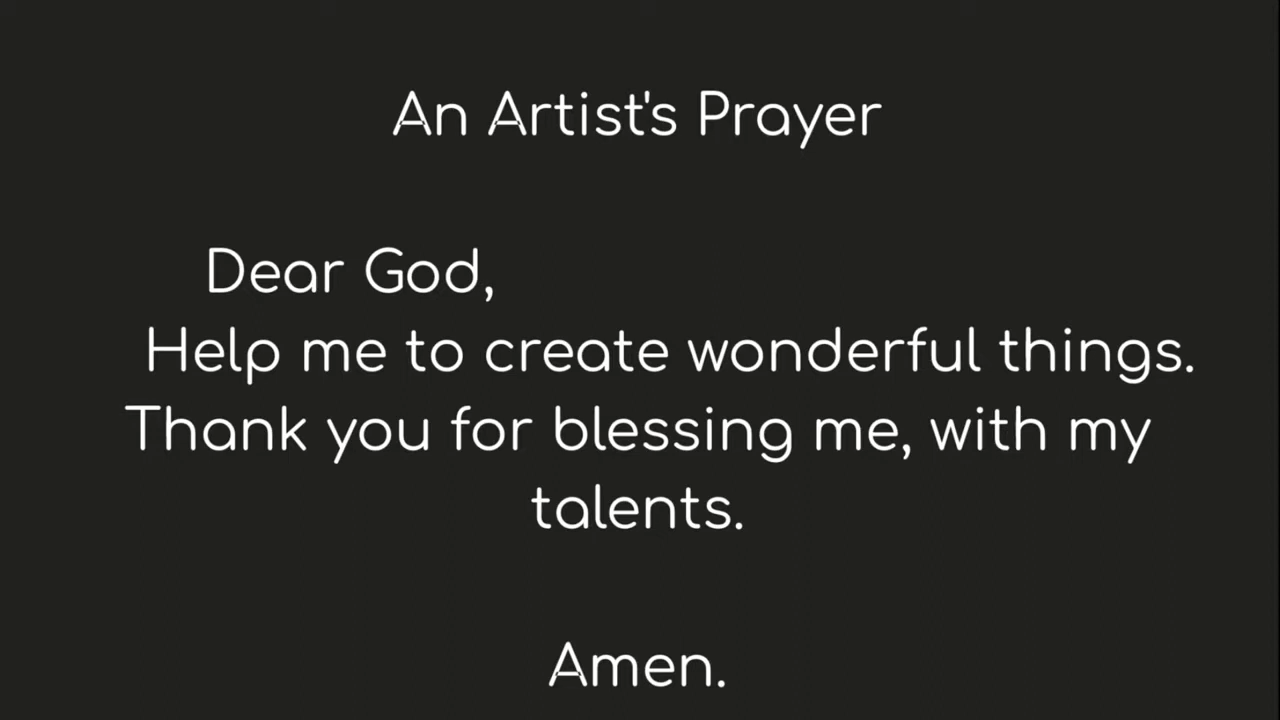 An Artist's Prayer
Dear God,
Help me to create wonderful things.
Thank you for blessing me, with my
talents.
Amen.